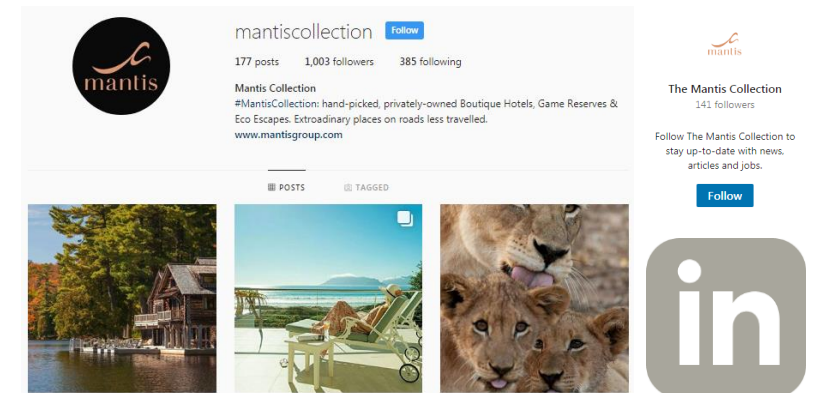 mantis
mantiscollection Follow
177 posts 1,003 followers 385 following
Mantis Collection
#MantisCollection: hand-picked, privately-owned Boutique Hotels, Game Reserves &
Eco Escapes. Extroadinary places on roads less travelled.
www.mantisgroup.com
POSTS TAGGED
mantis
The Mantis Collection
141 followers
Follow The Mantis Collection to
stay up-to-date with news,
articles and jobs.
Follow
in